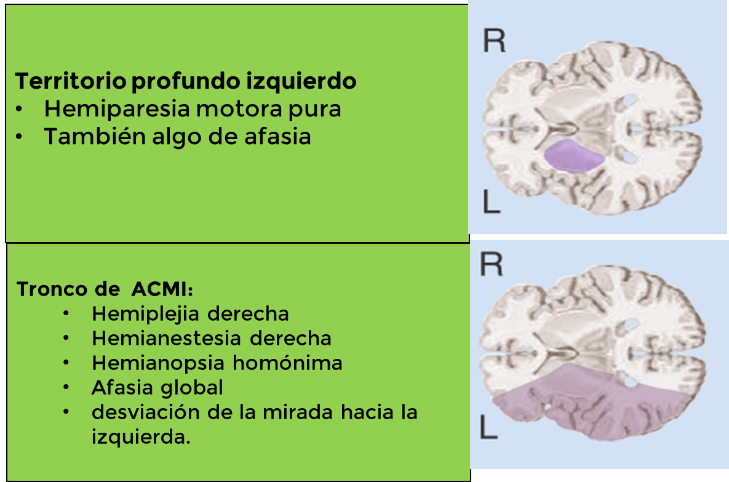 Territorio profundo izquierdo
• Hemiparesia motora pura
• También algo de afasia
R
L
Tronco de ACMI:
• Hemiplejia derecha
• Hemianestesia derecha
• Hemianopsia homónima
• Afasia global
• desviación de la mirada hacia la
izquierda.
R
L